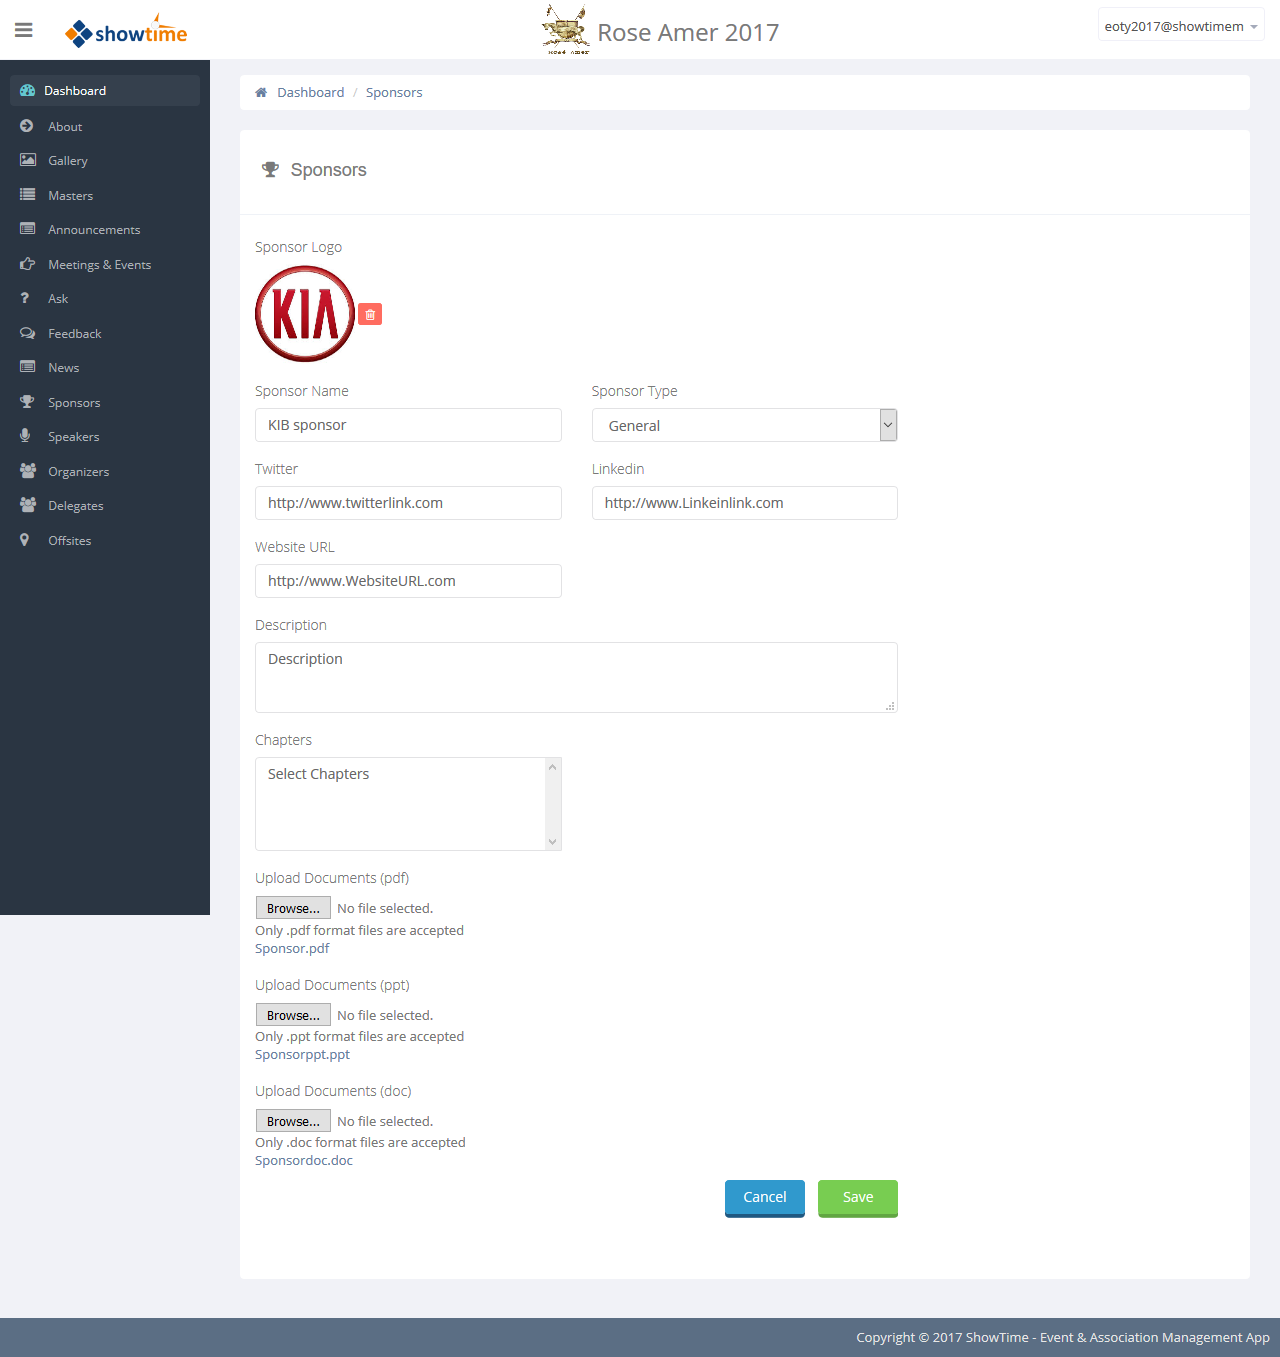 showtime
Rose Amer 2017
eoty2017@showtimem
Dashboard
About
Gallery
Masters
Announcements
Meetings & Events
Ask
Feedback
News
Sponsors
Speakers
Organizers
Delegates
Offsites
Dashboard / Sponsors
Sponsors
Sponsor Logo
KIA
Sponsor Name
KIB sponsor
Sponsor Type
General
Twitter
http://www.twitterlink.com
Linkedin
http://www.Linkeinlink.com
Website URL
http://www.WebsiteURL.com
Description
Description
Chapters
Select Chapters
Upload Documents (pdf)
Browse... No file selected.
Only .pdf format files are accepted
Sponsor.pdf
Upload Documents (ppt)
Browse... No file selected.
Only .ppt format files are accepted
Sponsorppt.ppt
Upload Documents (doc)
Browse... No file selected.
Only .doc format files are accepted
Sponsordoc.doc
Cancel
Save
Copyright © 2017 ShowTime - Event & Association Management App